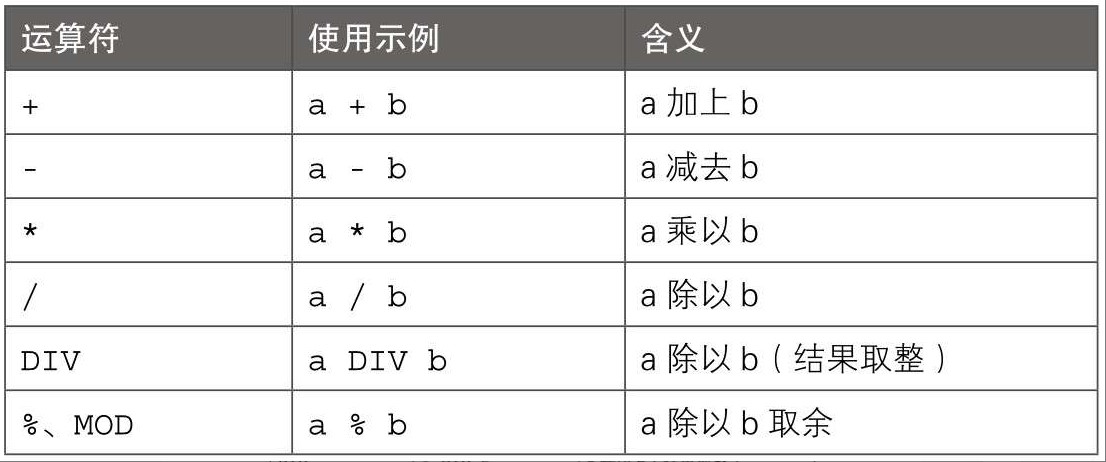 运算符 使用示例 含义
+ a + b a 加上 b
- a - b a 减去 b
* a * b a 乘以 b
/ a / b a 除以 b
DIV a DIV b a 除以 b（结果取整）
%、MOD a % b a 除以 b 取余